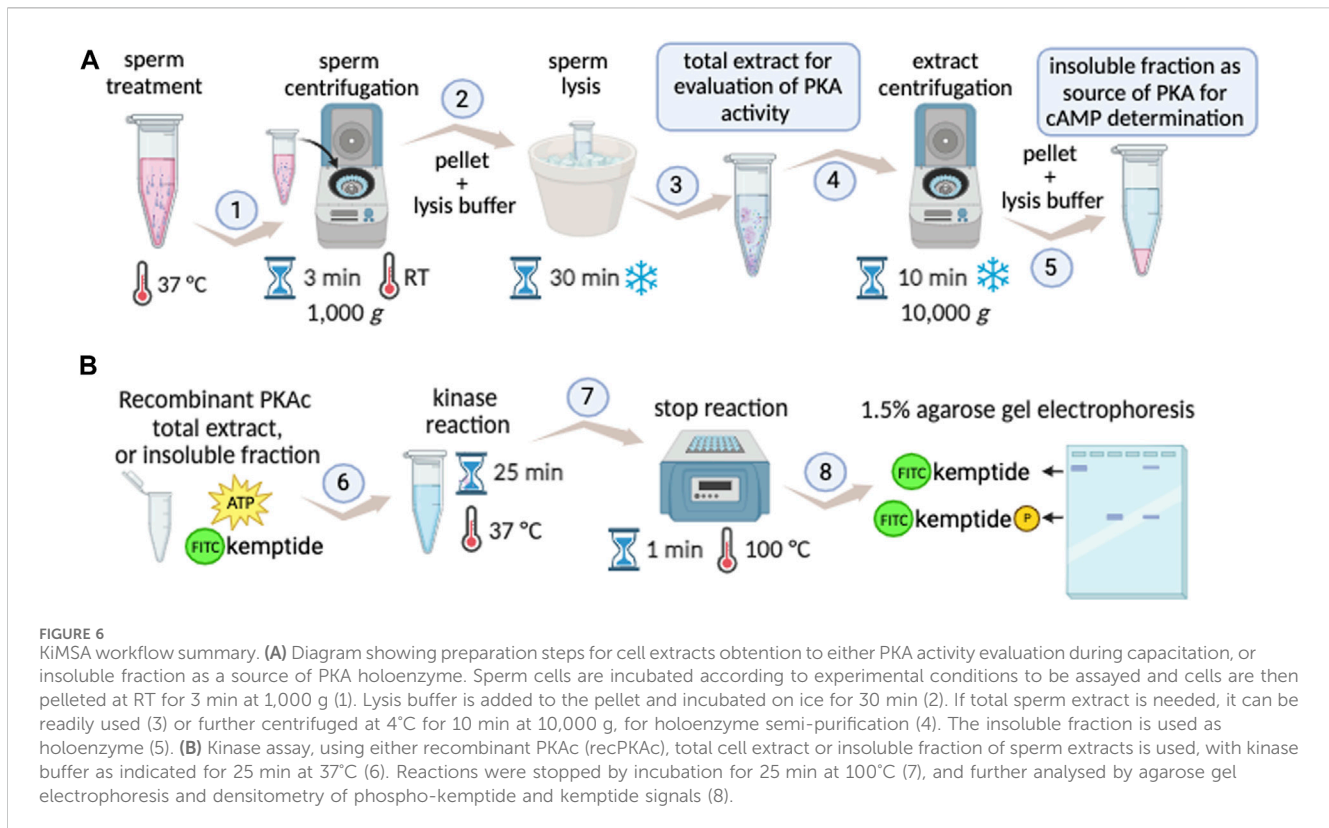 A
sperm
treatment
sperm
centrifugation
2
pellet
+
lysis buffer
sperm
lysis
total extract for
evaluation of PKA
activity
extract
centrifugation
insoluble fraction as
source of PKA for
cAMP determination
pellet
+
lysis buffer
1
3
4
5
37 °C
3 min
RT
1,000 g
30 min
10 min
10,000 g
B
Recombinant PKAc
total extract,
or insoluble fraction
ATP
FITC kemptide
6
kinase
reaction
25 min
37 °C
7
stop reaction
1 min
100 °C
8
1.5% agarose gel electrophoresis
FITC kemptide
FITC kemptide P
FIGURE 6
KiMSA workflow summary. (A) Diagram showing preparation steps for cell extracts obtention to either PKA activity evaluation during capacitation, or
insoluble fraction as a source of PKA holoenzyme. Sperm cells are incubated according to experimental conditions to be assayed and cells are then
pelleted at RT for 3 min at 1,000 g (1). Lysis buffer is added to the pellet and incubated on ice for 30 min (2). If total sperm extract is needed, it can be
readily used (3) or further centrifuged at 4°C for 10 min at 10,000 g, for holoenzyme semi-purification (4). The insoluble fraction is used as
holoenzyme (5). (B) Kinase assay, using either recombinant PKAc (recPKAc), total cell extract or insoluble fraction of sperm extracts is used, with kinase
buffer as indicated for 25 min at 37°C (6). Reactions were stopped by incubation for 25 min at 100°C (7), and further analysed by agarose gel
electrophoresis and densitometry of phospho-kemptide and kemptide signals (8).